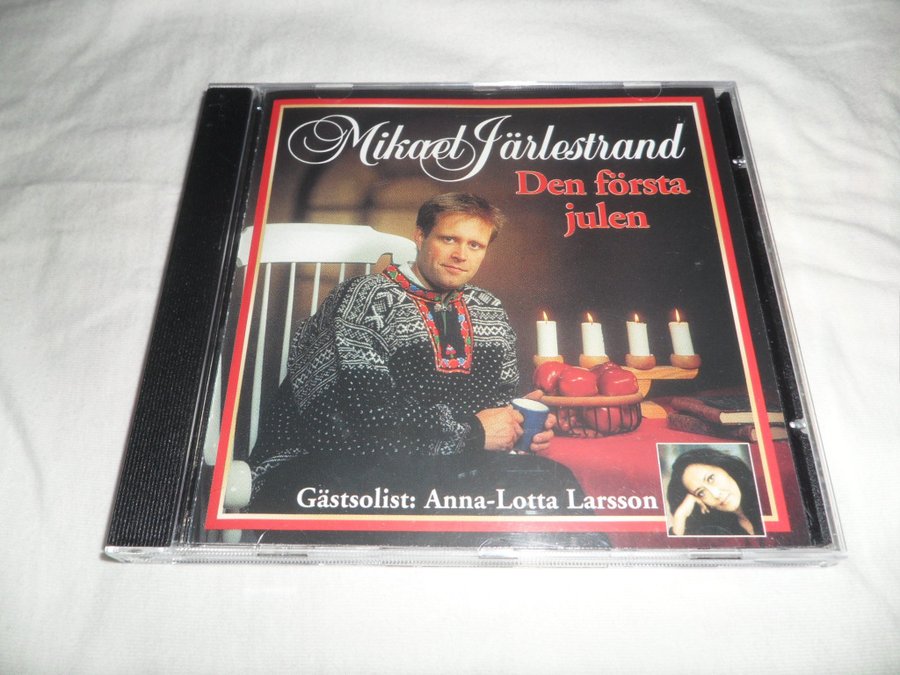 Mikael Järlestrand
Den första
julen
Gästsolist: Anna-Lotta Larsson